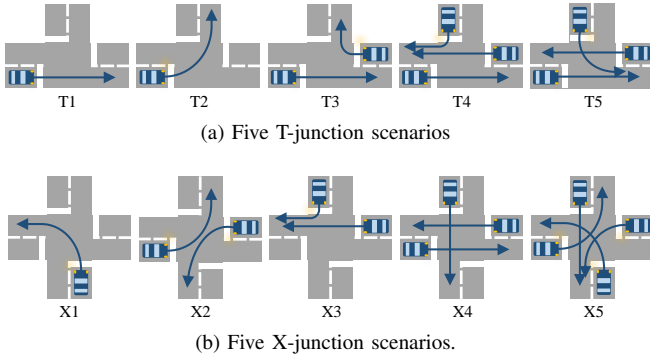 T1 T2 T3 T4 T5
(a) Five T-junction scenarios
X1 X2 X3 X4 X5
(b) Five X-junction scenarios.